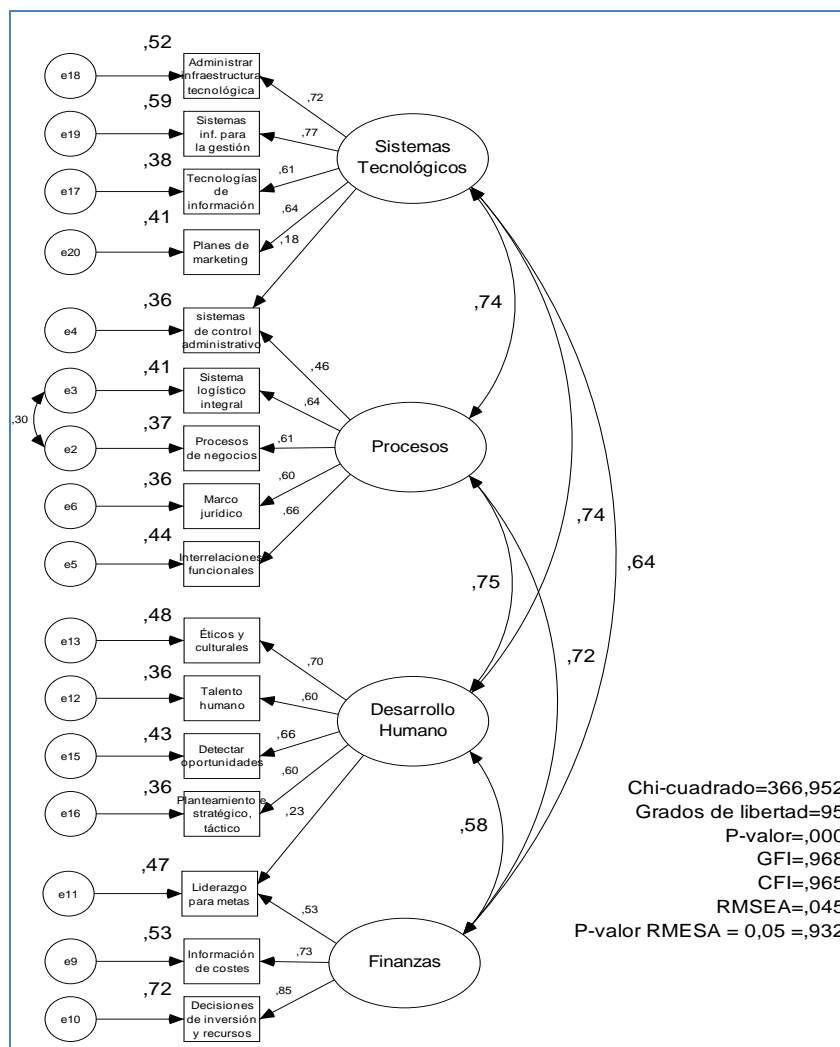 ,52
e18
Administrar
infraestructura
tecnológica
,72
,59
e19
Sistemas
inf. para
la gestión
,77
Sistemas
Tecnológicos
,38
e17
Tecnologías
de
información
,61
,41
e20
Planes de
marketing
,64
,18
,36
e4
sistemas
de control
administrativo
,46
,74
,41
e3
Sistema
logístico
integral
,64
,30
,37
e2
Procesos
de negocios
,61
Procesos
,36
e6
Marco
jurídico
,60
,44
e5
Interrelaciones
funcionales
,66
,74
,64
,75
,72
,48
e13
Éticos y
culturales
,70
,36
e12
Talento
humano
,60
Desarrollo
Humano
,43
e15
Detectar
oportunidades
,66
,36
e16
Planteamiento e
stratégico,
táctico
,60
,23
,58
,47
e11
Liderazgo
para metas
,53
,53
e9
Información
de costes
,73
Finanzas
,72
e10
Decisiones
de inversión
y recursos
,85
Chi-cuadrado=366,952
Grados de libertad=95
P-valor=,000
GFI=,968
CFI=,965
RMSEA=,045
P-valor RMESA = 0,05 =,932